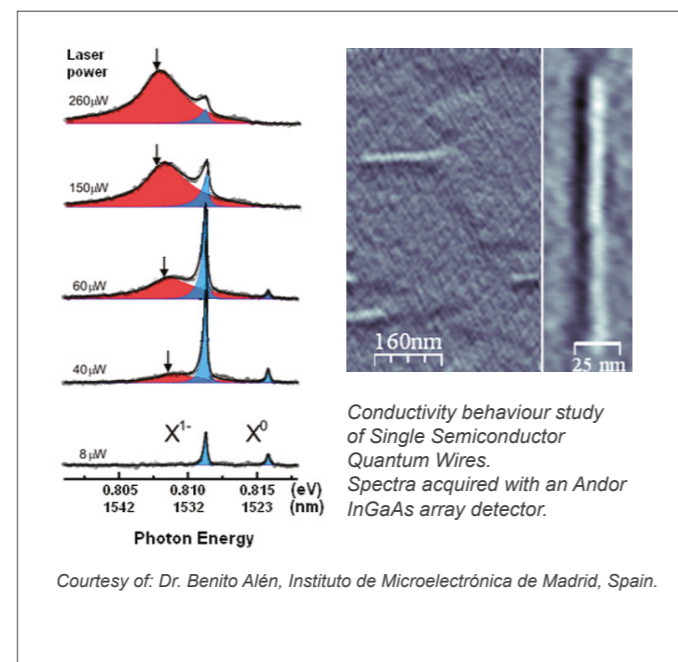 Laser
power
260µW
150µW
60µW
40µW
8µW
X1- X0
0.805 0.810 0.815 (eV)
1542 1532 1523 (nm)
Photon Energy
160nm
25 nm
Conductivity behaviour study
of Single Semiconductor
Quantum Wires.
Spectra acquired with an Andor
InGaAs array detector.
Courtesy of: Dr. Benito Alén, Instituto de Microelectrónica de Madrid, Spain.